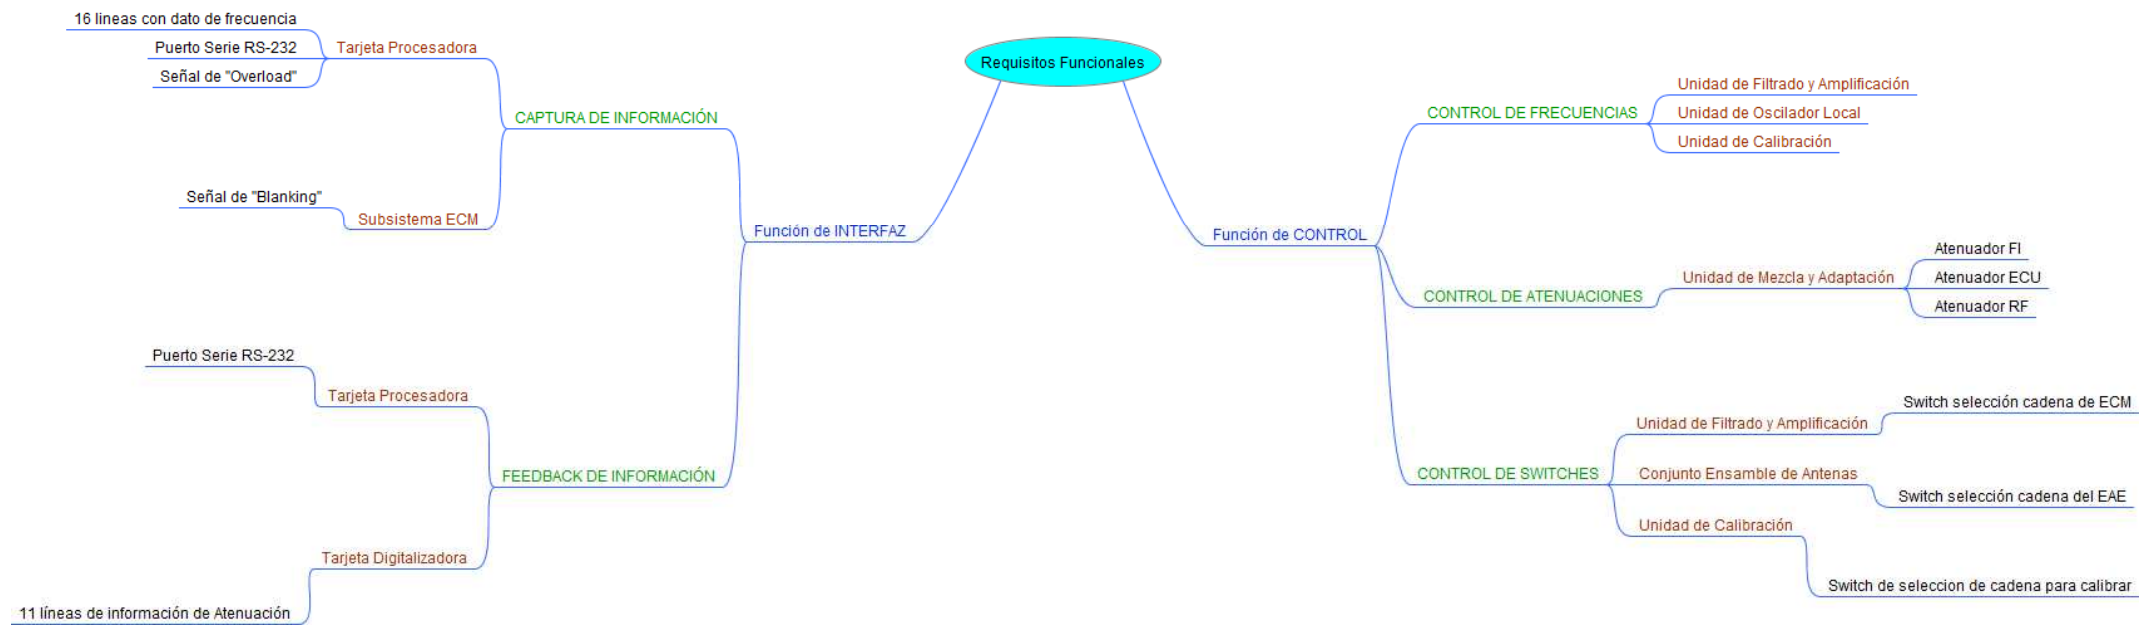 Requisitos Funcionales
Función de INTERFAZ
CAPTURA DE INFORMACIÓN
Tarjeta Procesadora
16 lineas con dato de frecuencia
Puerto Serie RS-232
Señal de "Overload"
Subsistema ECM
Señal de "Blanking"
FEEDBACK DE INFORMACIÓN
Tarjeta Procesadora
Puerto Serie RS-232
Tarjeta Digitalizadora
11 líneas de información de Atenuación
Función de CONTROL
CONTROL DE FRECUENCIAS
Unidad de Filtrado y Amplificación
Unidad de Oscilador Local
Unidad de Calibración
CONTROL DE ATENUACIONES
Unidad de Mezcla y Adaptación
Atenuador FI
Atenuador ECU
Atenuador RF
CONTROL DE SWITCHES
Unidad de Filtrado y Amplificación
Switch selección cadena de ECM
Conjunto Ensamble de Antenas
Switch selección cadena del EAE
Unidad de Calibración
Switch de seleccion de cadena para calibrar